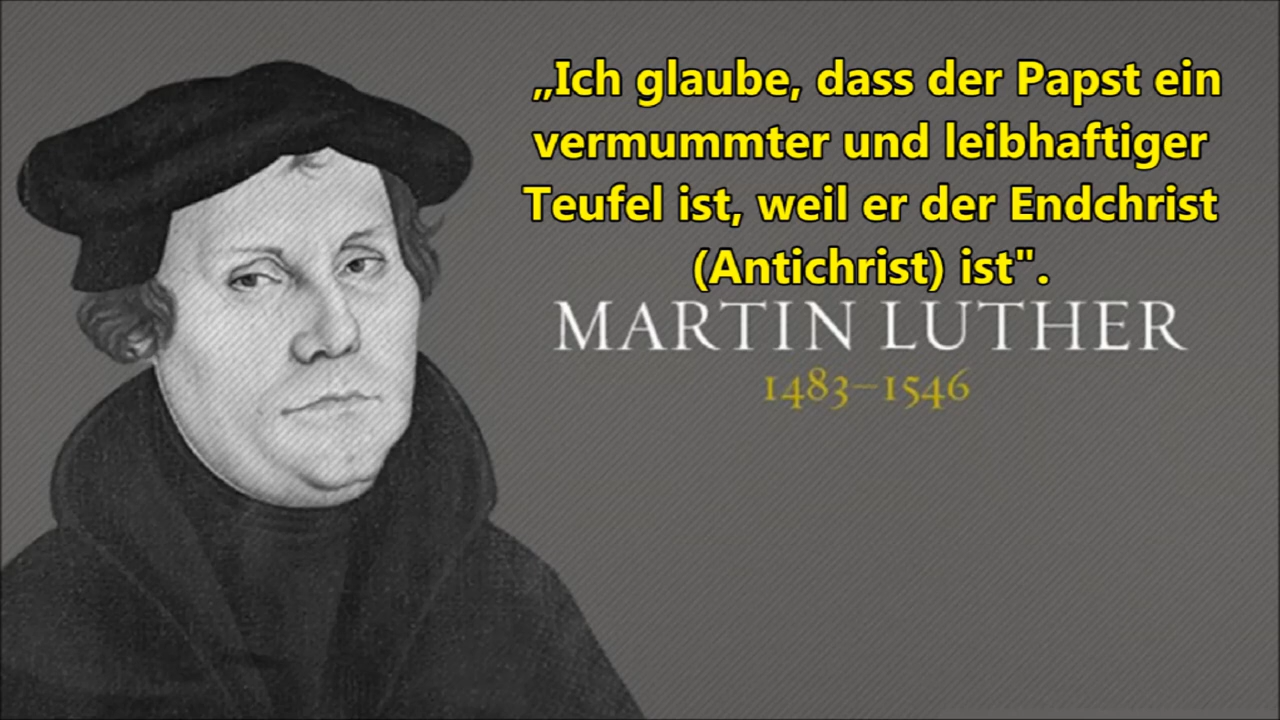 „Ich glaube, dass der Papst ein
vermummter und leibhaftiger
Teufel ist, weil er der Endchrist
(Antichrist) ist".
MARTIN LUTHER
1483–1546